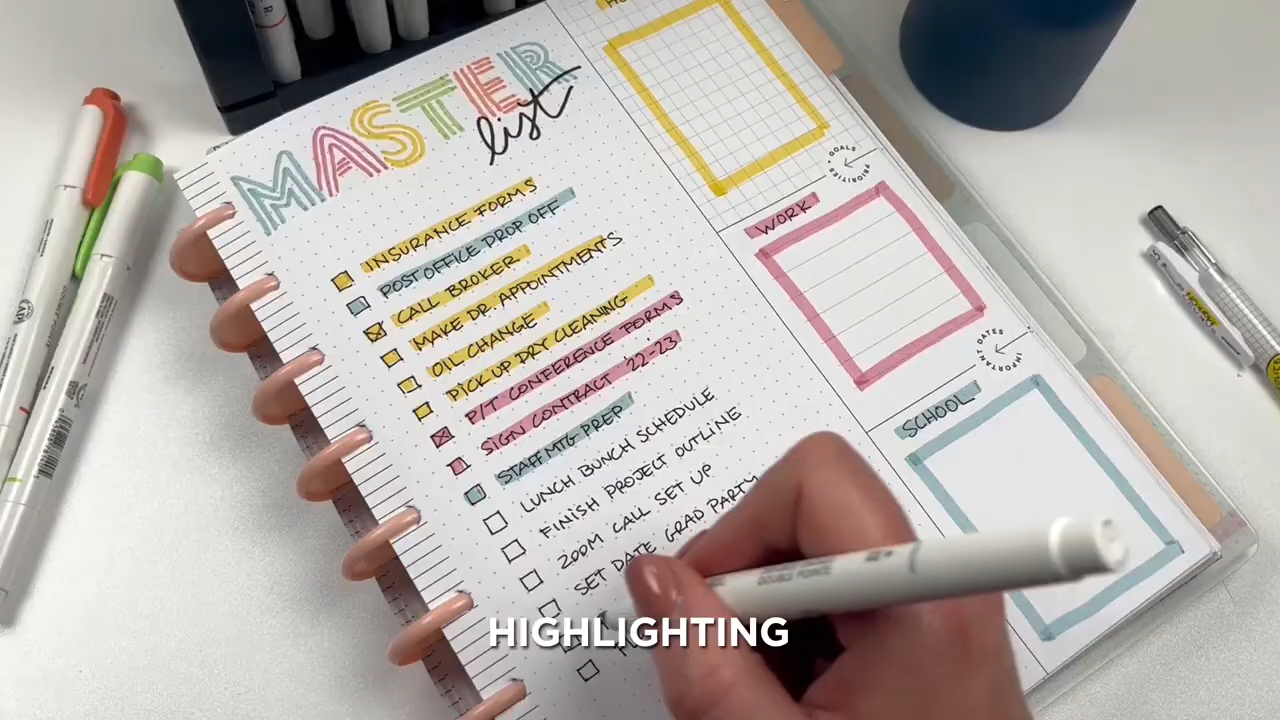 MASTER
list
INSURANCE FORMS
POST OFFICE DROP OFF
CALL BROKER
MAKE DR. APPOINTMENTS
OIL CHANGE
PICK UP DRY CLEANING
P/T CONFERENCE FORMS
SIGN CONTRACT '22-23
STAFF MTG PREP
LUNCH BUNCH SCHEDULE
FINISH PROJECT OUTLINE
ZOOM CALL SET UP
SET DATE GRAD PARTY
GOALS
PRIORITIES
WORK
IMPORTANT DATES
SCHOOL
HIGHLIGHTING